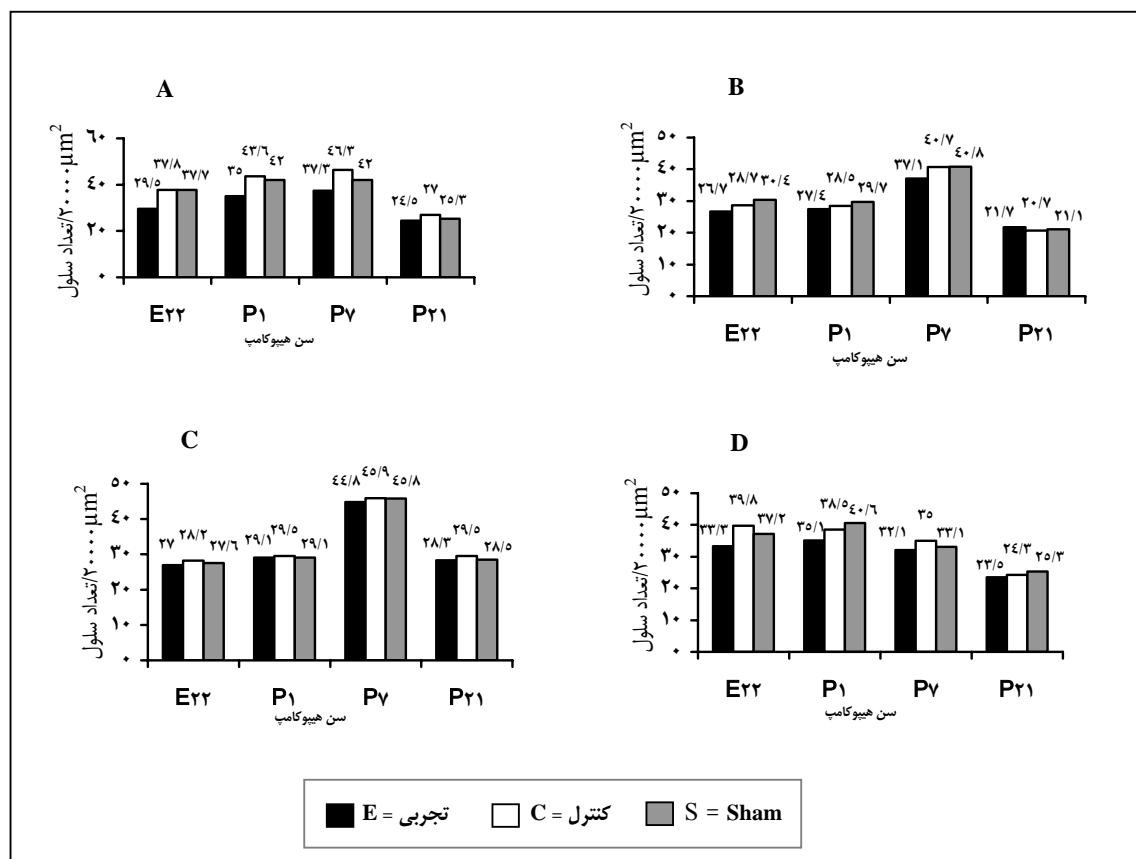 A
تعداد سلول/٢٠٠٠٠μm²
٦٠
٤٠
٢٠
٠
٢٩/٥ ٣٧/٨ ٣٧/٧
٣٥ ٤٣/٦ ٤٢
٣٧/٣ ٤٦/٣ ٤٢
٢٤/٥ ٢٧ ٢٥/٣
E٢٢ P١ P٧ P٢١
سن هیپوکامپ
B
تعداد سلول/٢٠٠٠٠μm²
٥٠
٤٠
٣٠
٢٠
١٠
٠
٢٦/٧ ٢٨/٧ ٣٠/٤
٢٧/٤ ٢٨/٥ ٢٩/٧
٣٧/١ ٤٠/٧ ٤٠/٨
٢١/٧ ٢٠/٧ ٢١/١
E٢٢ P١ P٧ P٢١
سن هیپوکامپ
C
تعداد سلول/٢٠٠٠٠μm²
٥٠
٤٠
٣٠
٢٠
١٠
٠
٢٧ ٢٨/٢ ٢٧/٦
٢٩/١ ٢٩/٥ ٢٩/١
٤٤/٨ ٤٥/٩ ٤٥/٨
٢٨/٣ ٢٩/٥ ٢٨/٥
E٢٢ P١ P٧ P٢١
سن هیپوکامپ
D
تعداد سلول/٢٠٠٠٠μm²
٥٠
٤٠
٣٠
٢٠
١٠
٠
٣٣/٣ ٣٩/٨ ٣٧/٢
٣٥/١ ٣٨/٥ ٤٠/٦
٣٢/١ ٣٥ ٣٣/١
٢٣/٥ ٢٤/٣ ٢٥/٣
E٢٢ P١ P٧ P٢١
سن هیپوکامپ
E = تجربی C = کنترل S = Sham